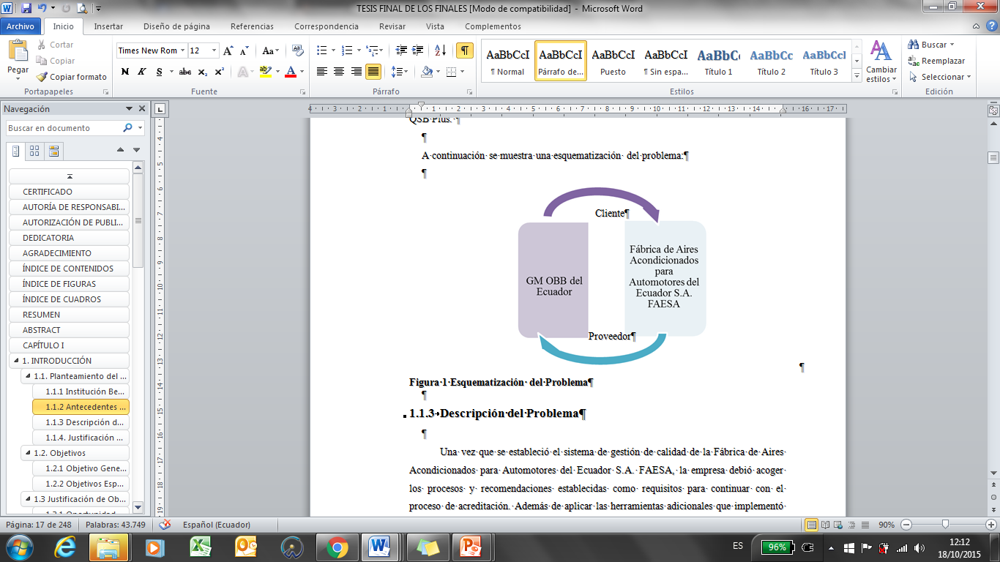 TESIS FINAL DE LOS FINALES [Modo de compatibilidad] - Microsoft Word
Archivo Inicio Insertar Diseño de página Referencias Correspondencia Revisar Vista Complementos
Pegar
Cortar
Copiar
Copiar formato
Portapapeles
Times New Rom 12
Fuente
Párrafo
AaBbCcI AaBbCcI AaBbCcI AaBbCcI AaBbC AaBbCc AaBbCcI
¶ Normal Párrafo de... Puesto ¶ Sin espa... Título 1 Título 2 Título 3
Cambiar estilos
Estilos
Buscar
Reemplazar
Seleccionar
Edición
Navegación
Buscar en documento
CERTIFICADO
AUTORÍA DE RESPONSABI...
AUTORIZACIÓN DE PUBLI...
DEDICATORIA
AGRADECIMIENTO
ÍNDICE DE CONTENIDOS
ÍNDICE DE FIGURAS
ÍNDICE DE CUADROS
RESUMEN
ABSTRACT
CAPÍTULO I
1. INTRODUCCIÓN
1.1. Planteamiento del ...
1.1.1 Institución Be...
1.1.2 Antecedentes ...
1.1.3 Descripción d...
1.1.4. Justificación ...
1.2. Objetivos
1.2.1 Objetivo Gene...
1.2.2 Objetivos Esp...
1.3 Justificación de Ob...
QSB·Plus.·¶
¶
A·continuación·se·muestra·una·esquematización··del·problema:¶
¶
Cliente¶
GM OBB del
Ecuador
Fábrica de Aires
Acondicionados
para
Automotores del
Ecuador S.A.
FAESA
Proveedor¶
¶
Figura·1·Esquematización··del·Problema¶
¶
1.1.3·Descripción·del·Problema¶
¶
Una·vez·que·se·estableció·el·sistema·de·gestión·de·calidad·de·la·Fábrica·de·Aires·
Acondicionados·para·Automotores·del·Ecuador·S.A.·FAESA,·la·empresa·debió·acoger·
los·procesos·y·recomendaciones·establecidas·como·requisitos·para·continuar·con·el·
proceso·de·acreditación.·Además·de·aplicar·las·herramientas·adicionales·que·implementó·
Página: 17 de 248 Palabras: 43.749 Español (Ecuador) 90%
ES 96% 12:12
18/10/2015